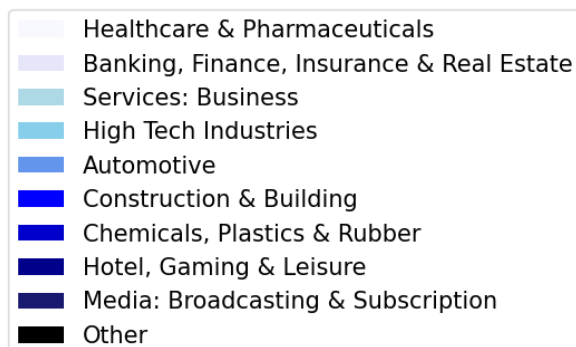 Healthcare & Pharmaceuticals
Banking, Finance, Insurance & Real Estate
Services: Business
High Tech Industries
Automotive
Construction & Building
Chemicals, Plastics & Rubber
Hotel, Gaming & Leisure
Media: Broadcasting & Subscription
Other